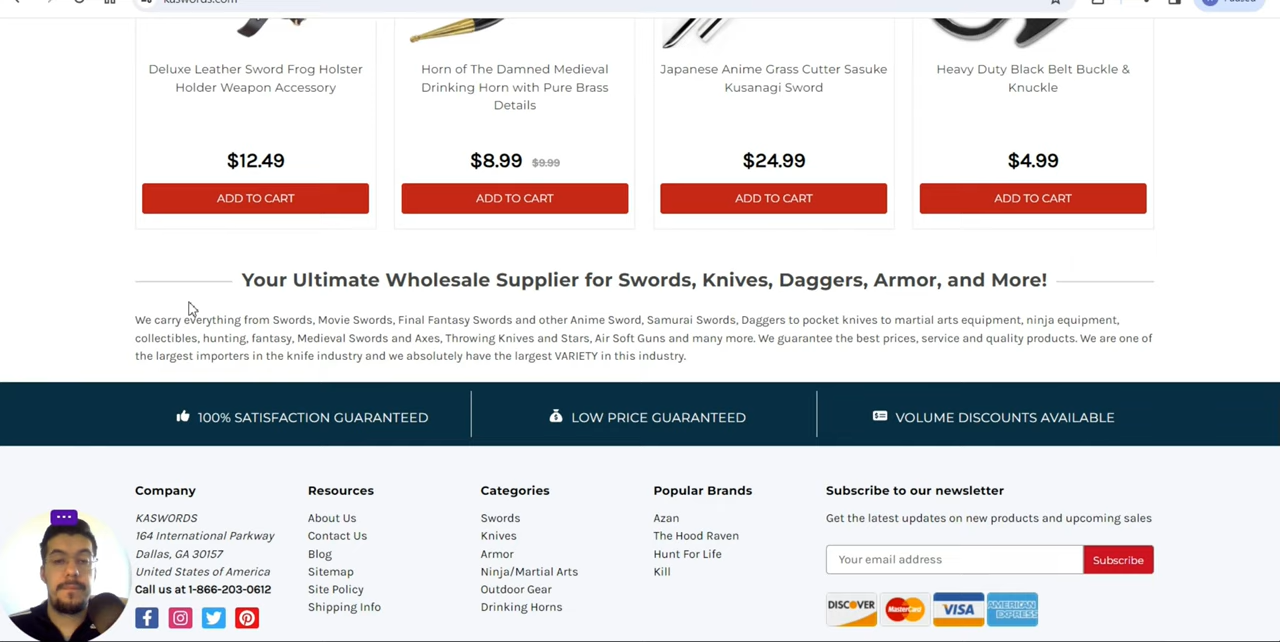 kaswords.com
Deluxe Leather Sword Frog Holster
Holder Weapon Accessory
$12.49
ADD TO CART
Horn of The Damned Medieval
Drinking Horn with Pure Brass
Details
$8.99 $9.99
ADD TO CART
Japanese Anime Grass Cutter Sasuke
Kusanagi Sword
$24.99
ADD TO CART
Heavy Duty Black Belt Buckle &
Knuckle
$4.99
ADD TO CART
Your Ultimate Wholesale Supplier for Swords, Knives, Daggers, Armor, and More!
We carry everything from Swords, Movie Swords, Final Fantasy Swords and other Anime Sword, Samurai Swords, Daggers to pocket knives to martial arts equipment, ninja equipment,
collectibles, hunting, fantasy, Medieval Swords and Axes, Throwing Knives and Stars, Air Soft Guns and many more. We guarantee the best prices, service and quality products. We are one of
the largest importers in the knife industry and we absolutely have the largest VARIETY in this industry.
100% SATISFACTION GUARANTEED
LOW PRICE GUARANTEED
VOLUME DISCOUNTS AVAILABLE
Company
KASWORDS
164 International Parkway
Dallas, GA 30157
United States of America
Call us at 1-866-203-0612
Resources
About Us
Contact Us
Blog
Sitemap
Site Policy
Shipping Info
Categories
Swords
Knives
Armor
Ninja/Martial Arts
Outdoor Gear
Drinking Horns
Popular Brands
Azan
The Hood Raven
Hunt For Life
Kill
Subscribe to our newsletter
Get the latest updates on new products and upcoming sales
Your email address
Subscribe
DISCOVER
MasterCard
VISA
AMERICAN EXPRESS